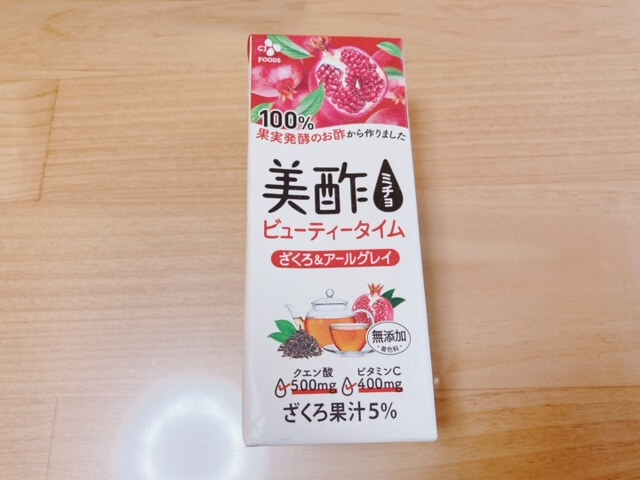 CJ
FOODS
100%
果実発酵のお酢から作りました
美酢
ミチョ
ビューティータイム
ざくろ&アールグレイ
無添加
・着色料・
クエン酸
500mg
ビタミンC
400mg
ざくろ果汁5%